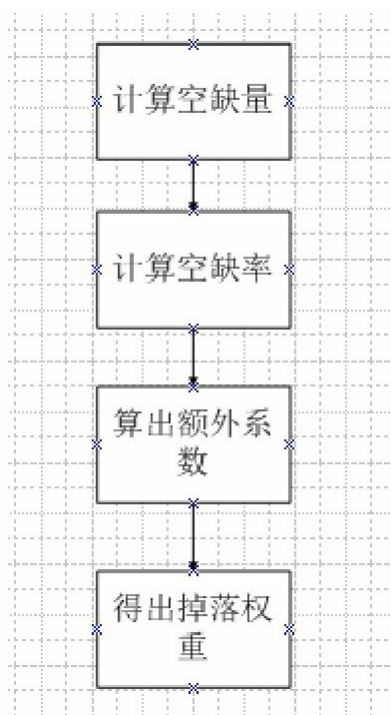 计算空缺量
计算空缺率
算出额外系
数
得出掉落权
重